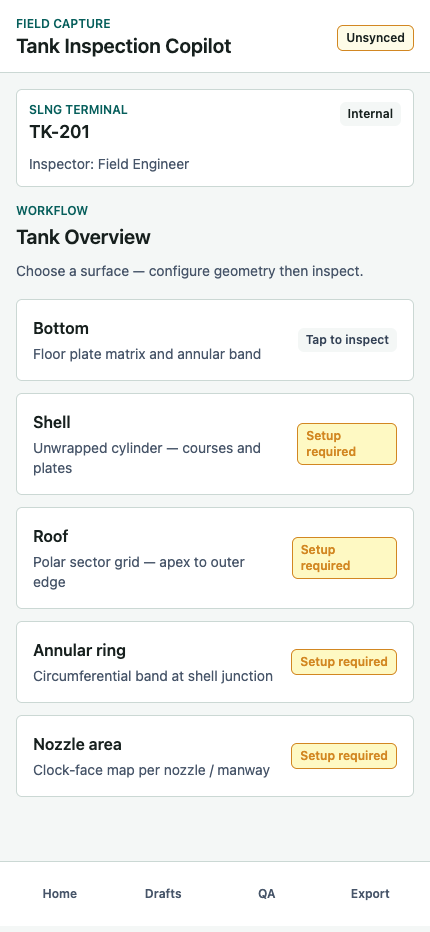 FIELD CAPTURE
Tank Inspection Copilot
Unsynced
SLNG TERMINAL
TK-201
Internal
Inspector: Field Engineer
WORKFLOW
Tank Overview
Choose a surface — configure geometry then inspect.
Bottom
Floor plate matrix and annular band
Tap to inspect
Shell
Unwrapped cylinder — courses and
plates
Setup
required
Roof
Polar sector grid — apex to outer
edge
Setup
required
Annular ring
Circumferential band at shell junction
Setup required
Nozzle area
Clock-face map per nozzle / manway
Setup required
Home
Drafts
QA
Export